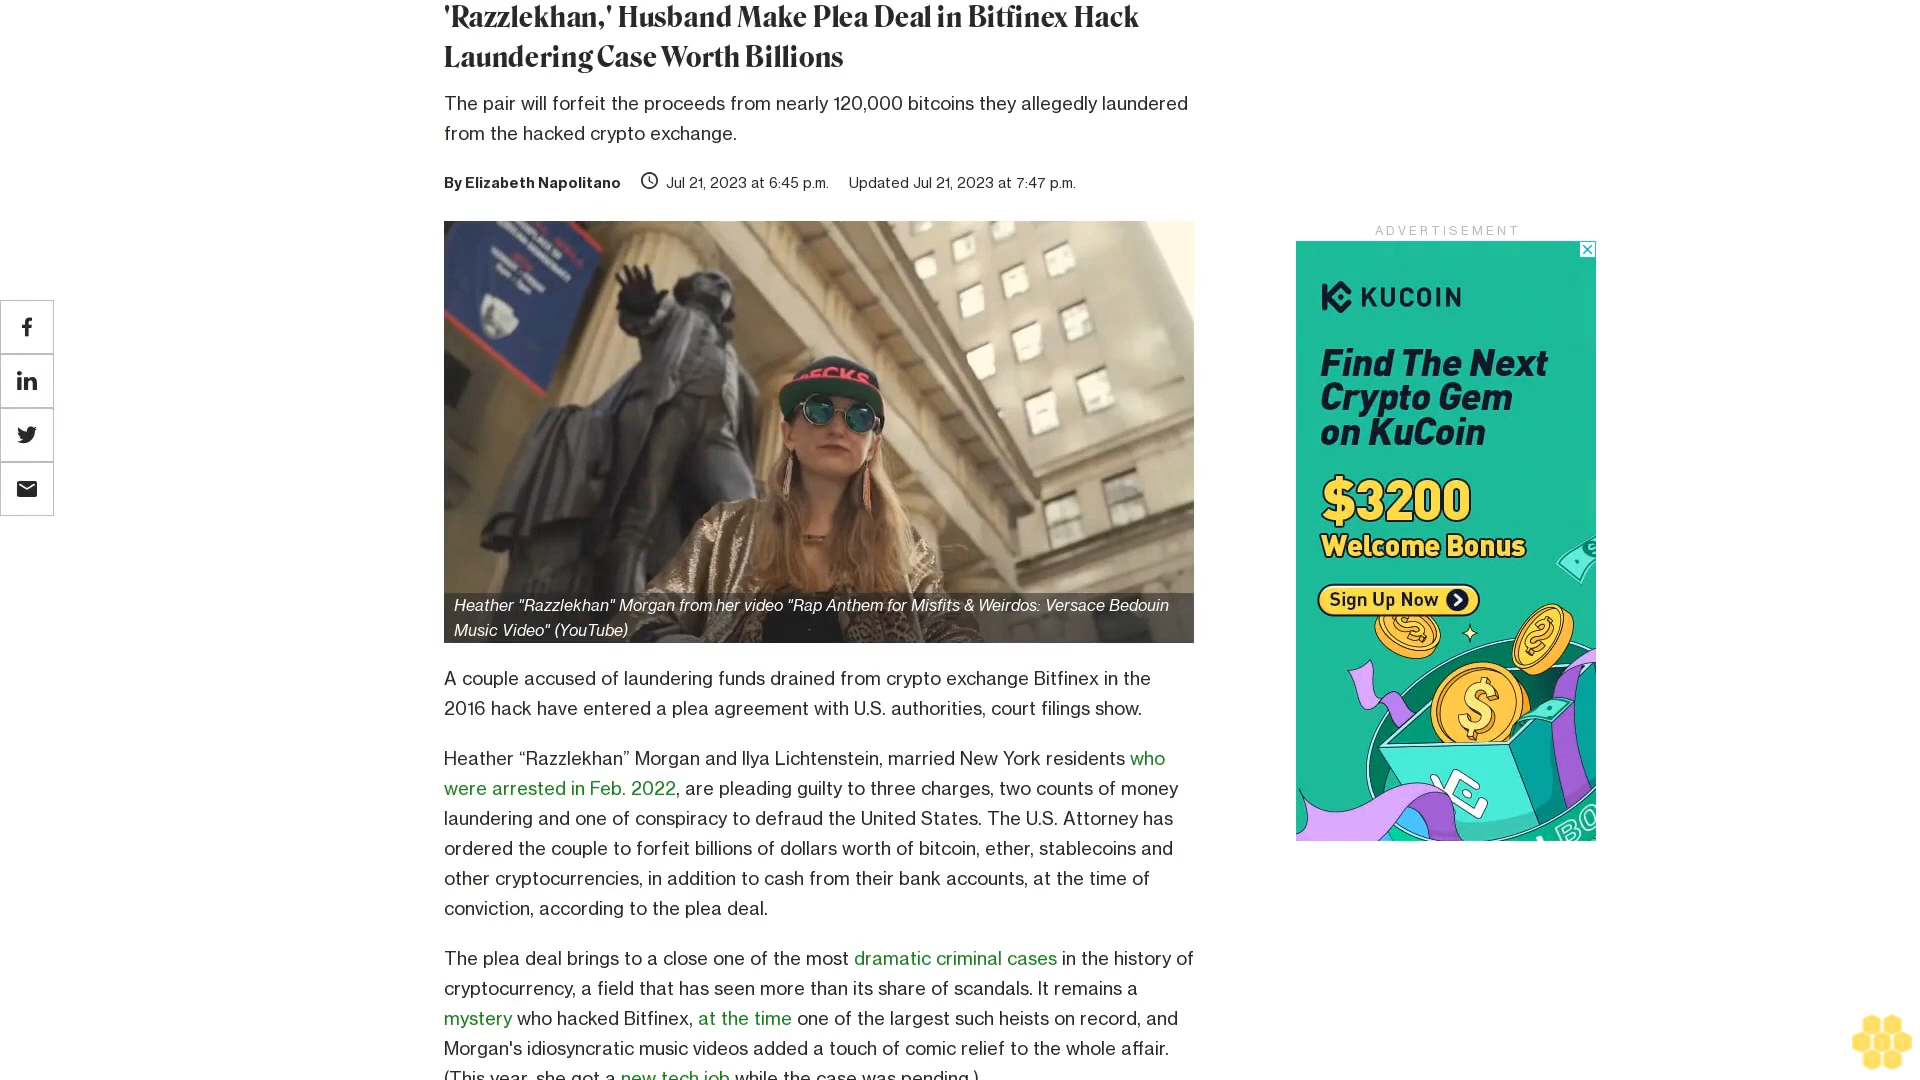 'Razzlekhan,' Husband Make Plea Deal in Bitfinex Hack
Laundering Case Worth Billions
The pair will forfeit the proceeds from nearly 120,000 bitcoins they allegedly laundered
from the hacked crypto exchange.
By Elizabeth Napolitano Jul 21, 2023 at 6:45 p.m. Updated Jul 21, 2023 at 7:47 p.m.
Heather "Razzlekhan" Morgan from her video "Rap Anthem for Misfits & Weirdos: Versace Bedouin
Music Video" (YouTube)
A couple accused of laundering funds drained from crypto exchange Bitfinex in the
2016 hack have entered a plea agreement with U.S. authorities, court filings show.
Heather “Razzlekhan” Morgan and Ilya Lichtenstein, married New York residents who
were arrested in Feb. 2022, are pleading guilty to three charges, two counts of money
laundering and one of conspiracy to defraud the United States. The U.S. Attorney has
ordered the couple to forfeit billions of dollars worth of bitcoin, ether, stablecoins and
other cryptocurrencies, in addition to cash from their bank accounts, at the time of
conviction, according to the plea deal.
The plea deal brings to a close one of the most dramatic criminal cases in the history of
cryptocurrency, a field that has seen more than its share of scandals. It remains a
mystery who hacked Bitfinex, at the time one of the largest such heists on record, and
Morgan's idiosyncratic music videos added a touch of comic relief to the whole affair.
(This year, she got a new tech job while the case was pending.)
ADVERTISEMENT
KUCOIN
Find The Next
Crypto Gem
on KuCoin
$3200
Welcome Bonus
Sign Up Now